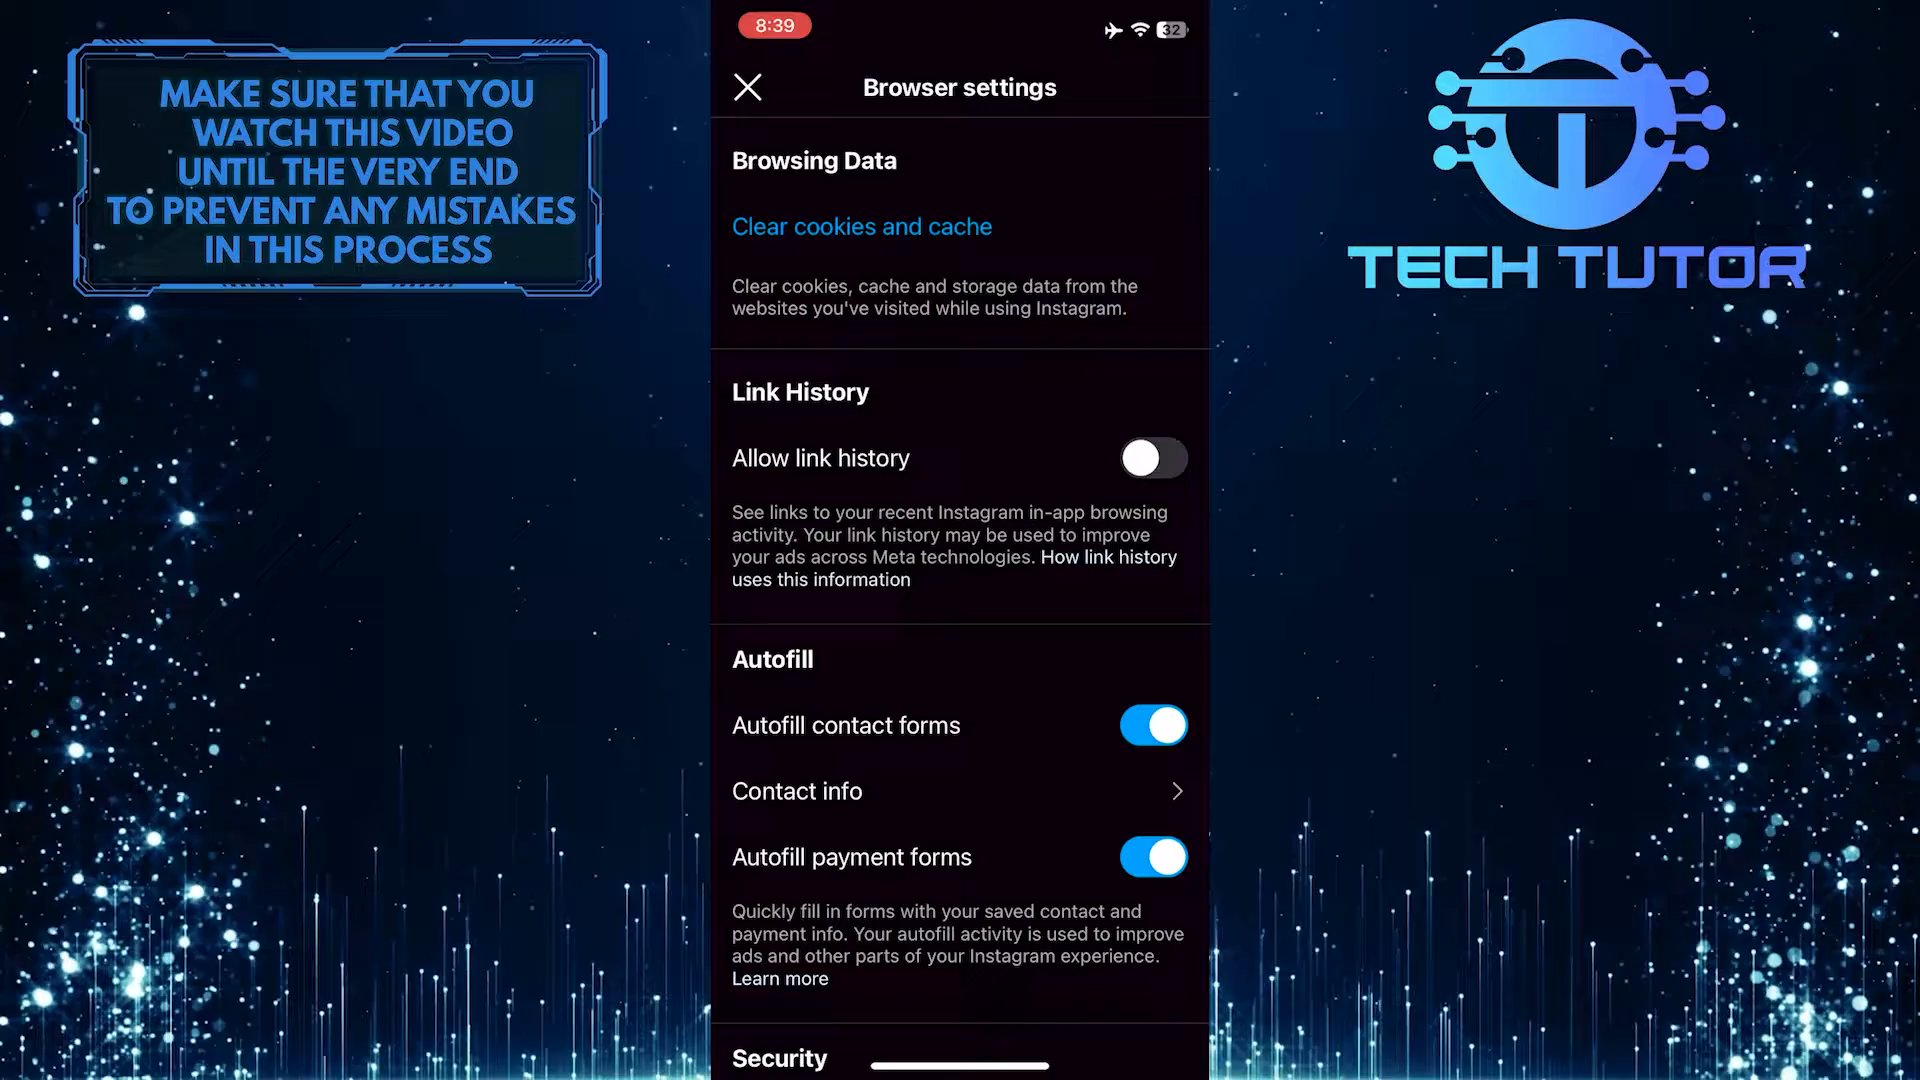 MAKE SURE THAT YOU
WATCH THIS VIDEO
UNTIL THE VERY END
TO PREVENT ANY MISTAKES
IN THIS PROCESS
8:39
32
Browser settings
Browsing Data
Clear cookies and cache
Clear cookies, cache and storage data from the
websites you've visited while using Instagram.
Link History
Allow link history
See links to your recent Instagram in-app browsing
activity. Your link history may be used to improve
your ads across Meta technologies. How link history
uses this information
Autofill
Autofill contact forms
Contact info
Autofill payment forms
Quickly fill in forms with your saved contact and
payment info. Your autofill activity is used to improve
ads and other parts of your Instagram experience.
Learn more
Security
TECH TUTOR